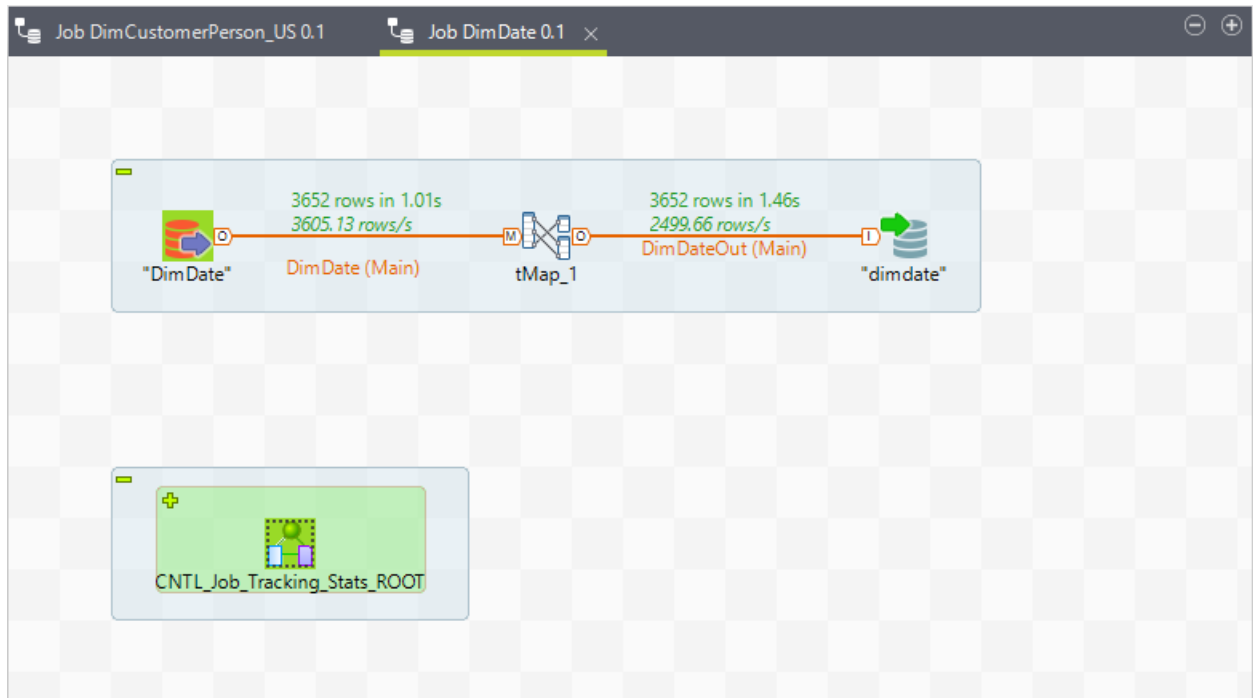 Job DimCustomerPerson_US 0.1
Job DimDate 0.1
3652 rows in 1.01s
3605.13 rows/s
3652 rows in 1.46s
2499.66 rows/s
O
M
O
DimDateOut (Main)
I
"DimDate"
DimDate (Main)
tMap_1
"dimdate"
CNTL_Job_Tracking_Stats_ROOT